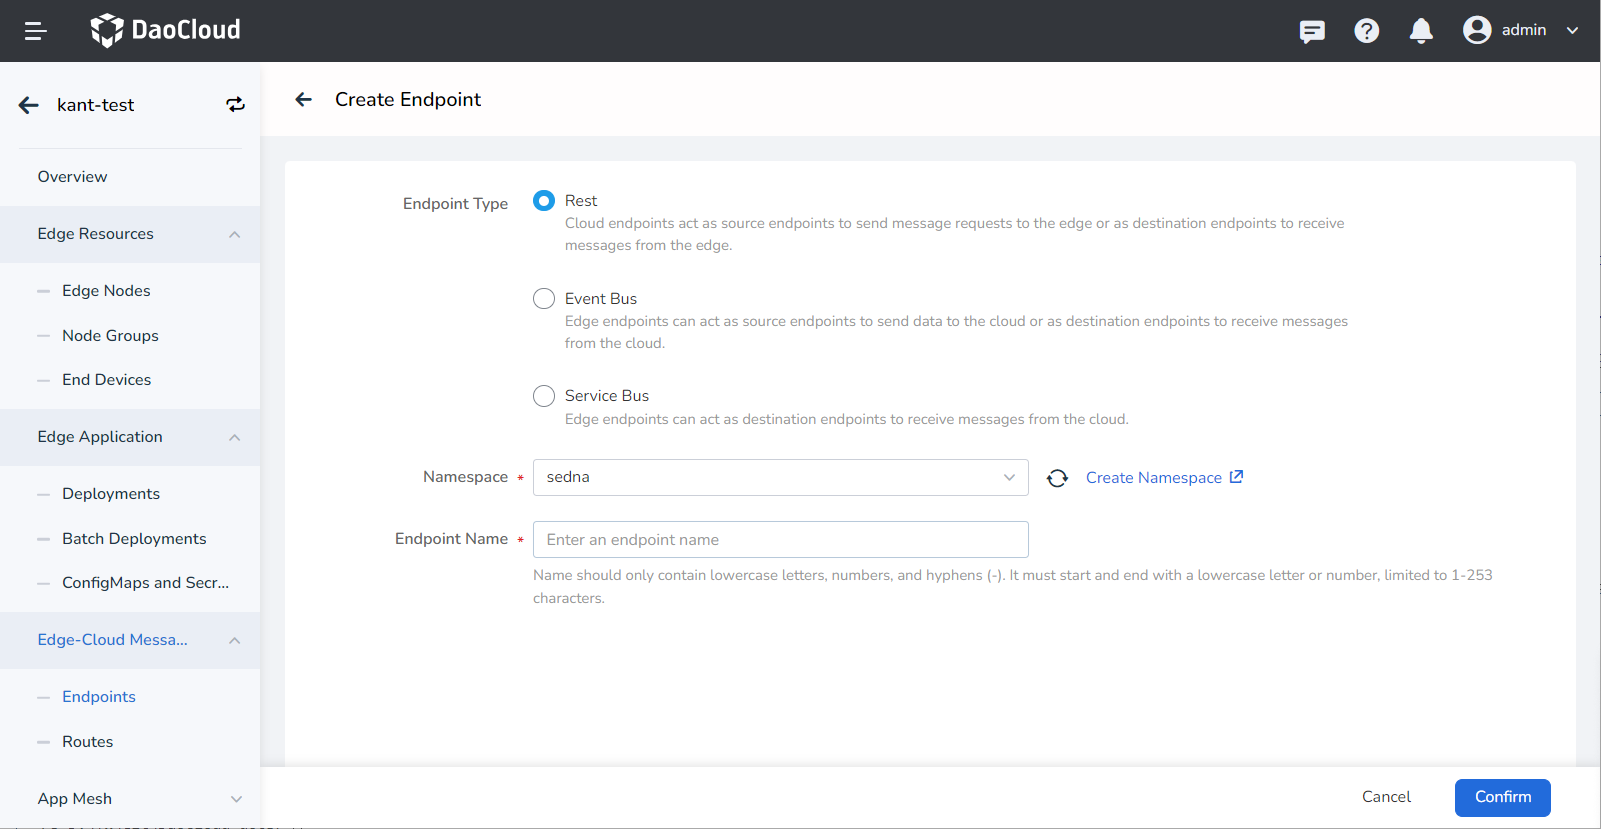 DaoCloud
admin
kant-test
Create Endpoint
Overview
Edge Resources
Edge Nodes
Node Groups
End Devices
Edge Application
Deployments
Batch Deployments
ConfigMaps and Secr...
Edge-Cloud Messa...
Endpoints
Routes
App Mesh
Endpoint Type
Rest
Cloud endpoints act as source endpoints to send message requests to the edge or as destination endpoints to receive
messages from the edge.
Event Bus
Edge endpoints can act as source endpoints to send data to the cloud or as destination endpoints to receive messages
from the cloud.
Service Bus
Edge endpoints can act as destination endpoints to receive messages from the cloud.
Namespace * sedna Create Namespace
Endpoint Name * Enter an endpoint name
Name should only contain lowercase letters, numbers, and hyphens (-). It must start and end with a lowercase letter or number, limited to 1-253
characters.
Cancel Confirm